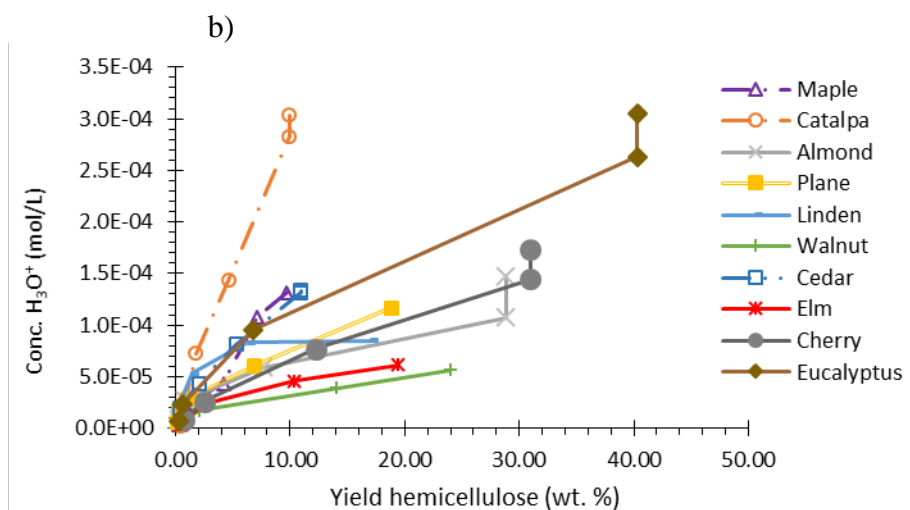 b)
3.5E-04
3.0E-04
2.5E-04
2.0E-04
1.5E-04
1.0E-04
5.0E-05
0.0E+00
Conc. H₃O⁺ (mol/L)
0.00 10.00 20.00 30.00 40.00 50.00
Yield hemicellulose (wt. %)
Maple
Catalpa
Almond
Plane
Linden
Walnut
Cedar
Elm
Cherry
Eucalyptus